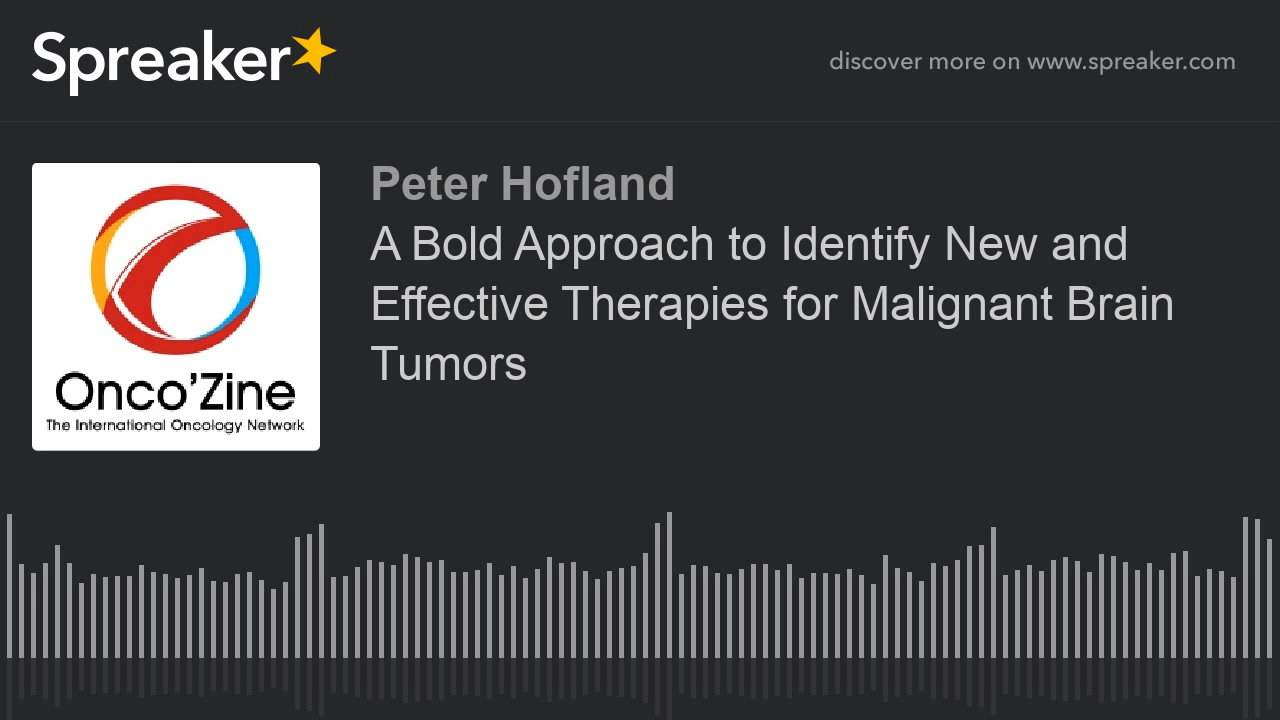 Spreaker
discover more on www.spreaker.com
Peter Hofland
A Bold Approach to Identify New and
Effective Therapies for Malignant Brain
Tumors
Onco'Zine
The International Oncology Network